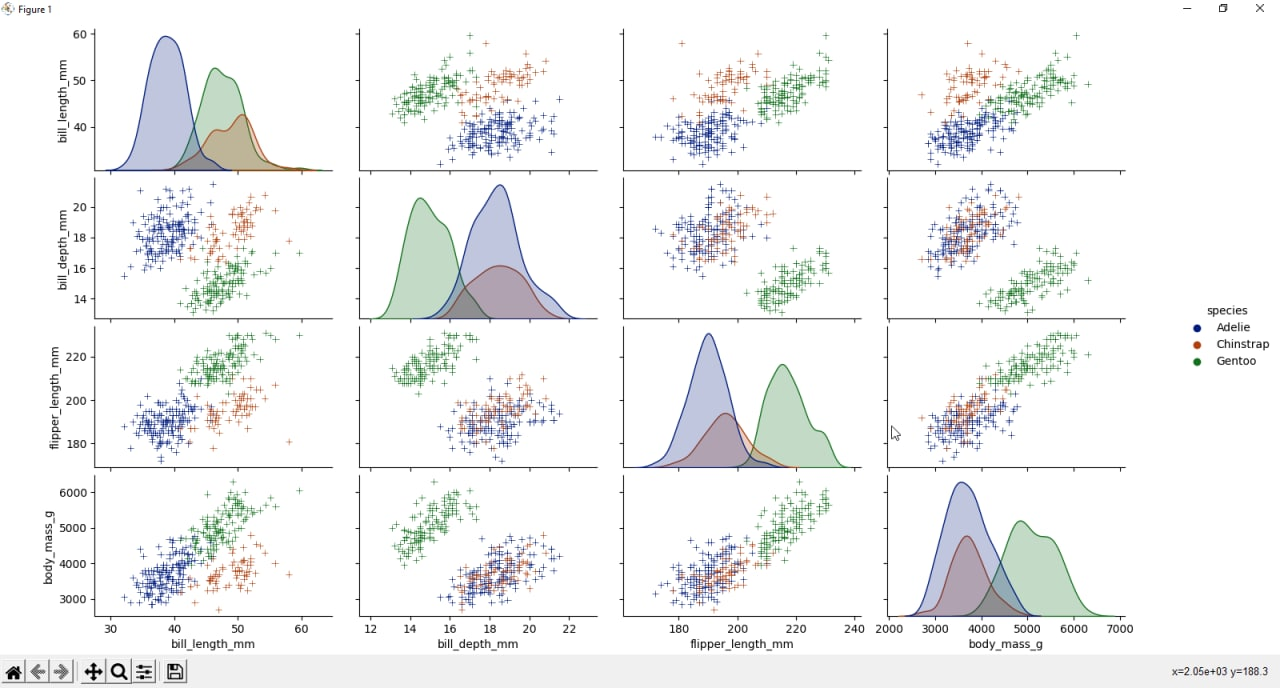 Figure 1
60
50
40
bill_length_mm
20
18
16
14
bill_depth_mm
220
200
180
flipper_length_mm
6000
5000
4000
3000
body_mass_g
30 40 50 60
12 14 16 18 20 22
180 200 220 240
2000 3000 4000 5000 6000 7000
bill_length_mm
bill_depth_mm
flipper_length_mm
body_mass_g
species
Adelie
Chinstrap
Gentoo
x=2.05e+03 y=188.3